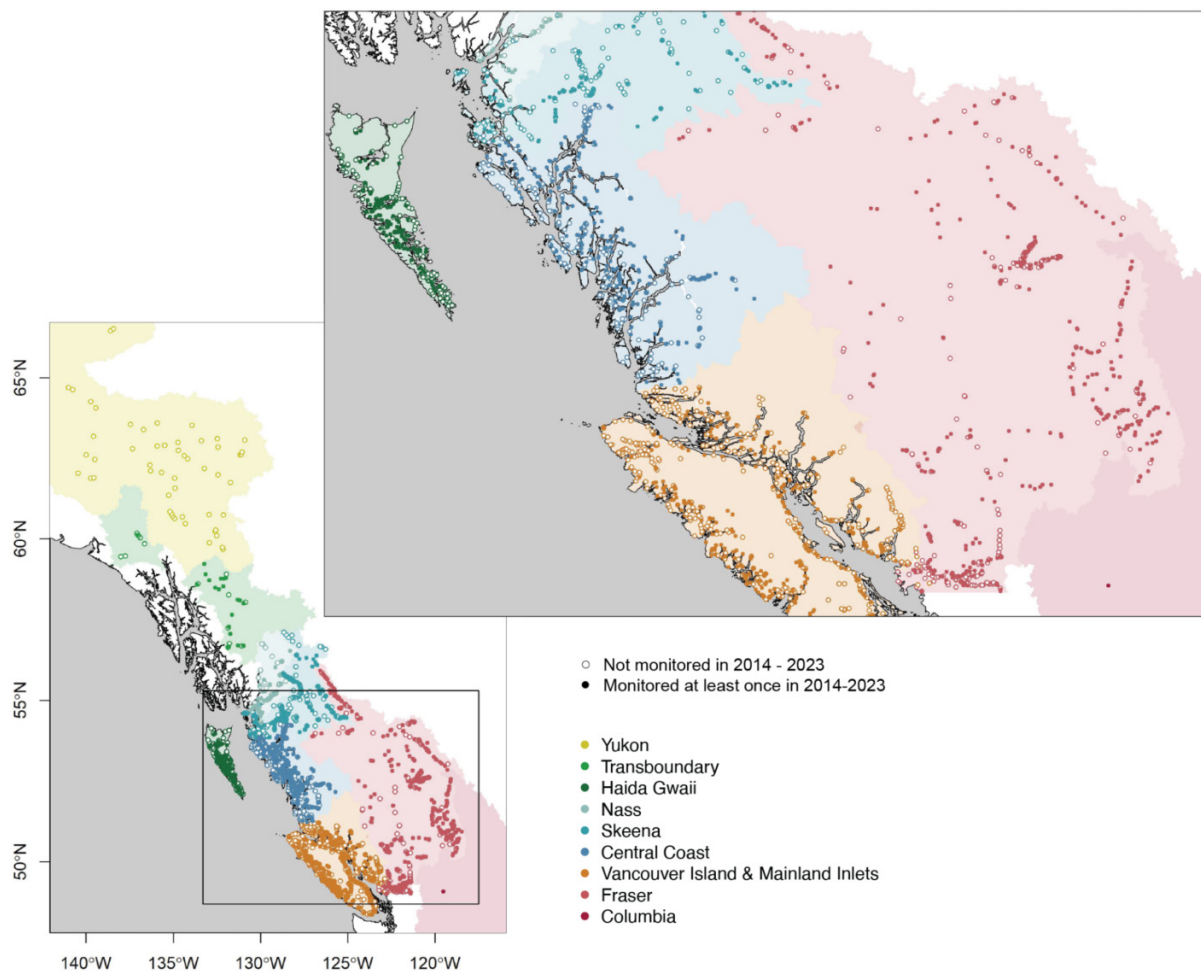 65°N
60°N
55°N
50°N
140°W
135°W
130°W
125°W
120°W
Not monitored in 2014 - 2023
Monitored at least once in 2014-2023
Yukon
Transboundary
Haida Gwaii
Nass
Skeena
Central Coast
Vancouver Island & Mainland Inlets
Fraser
Columbia